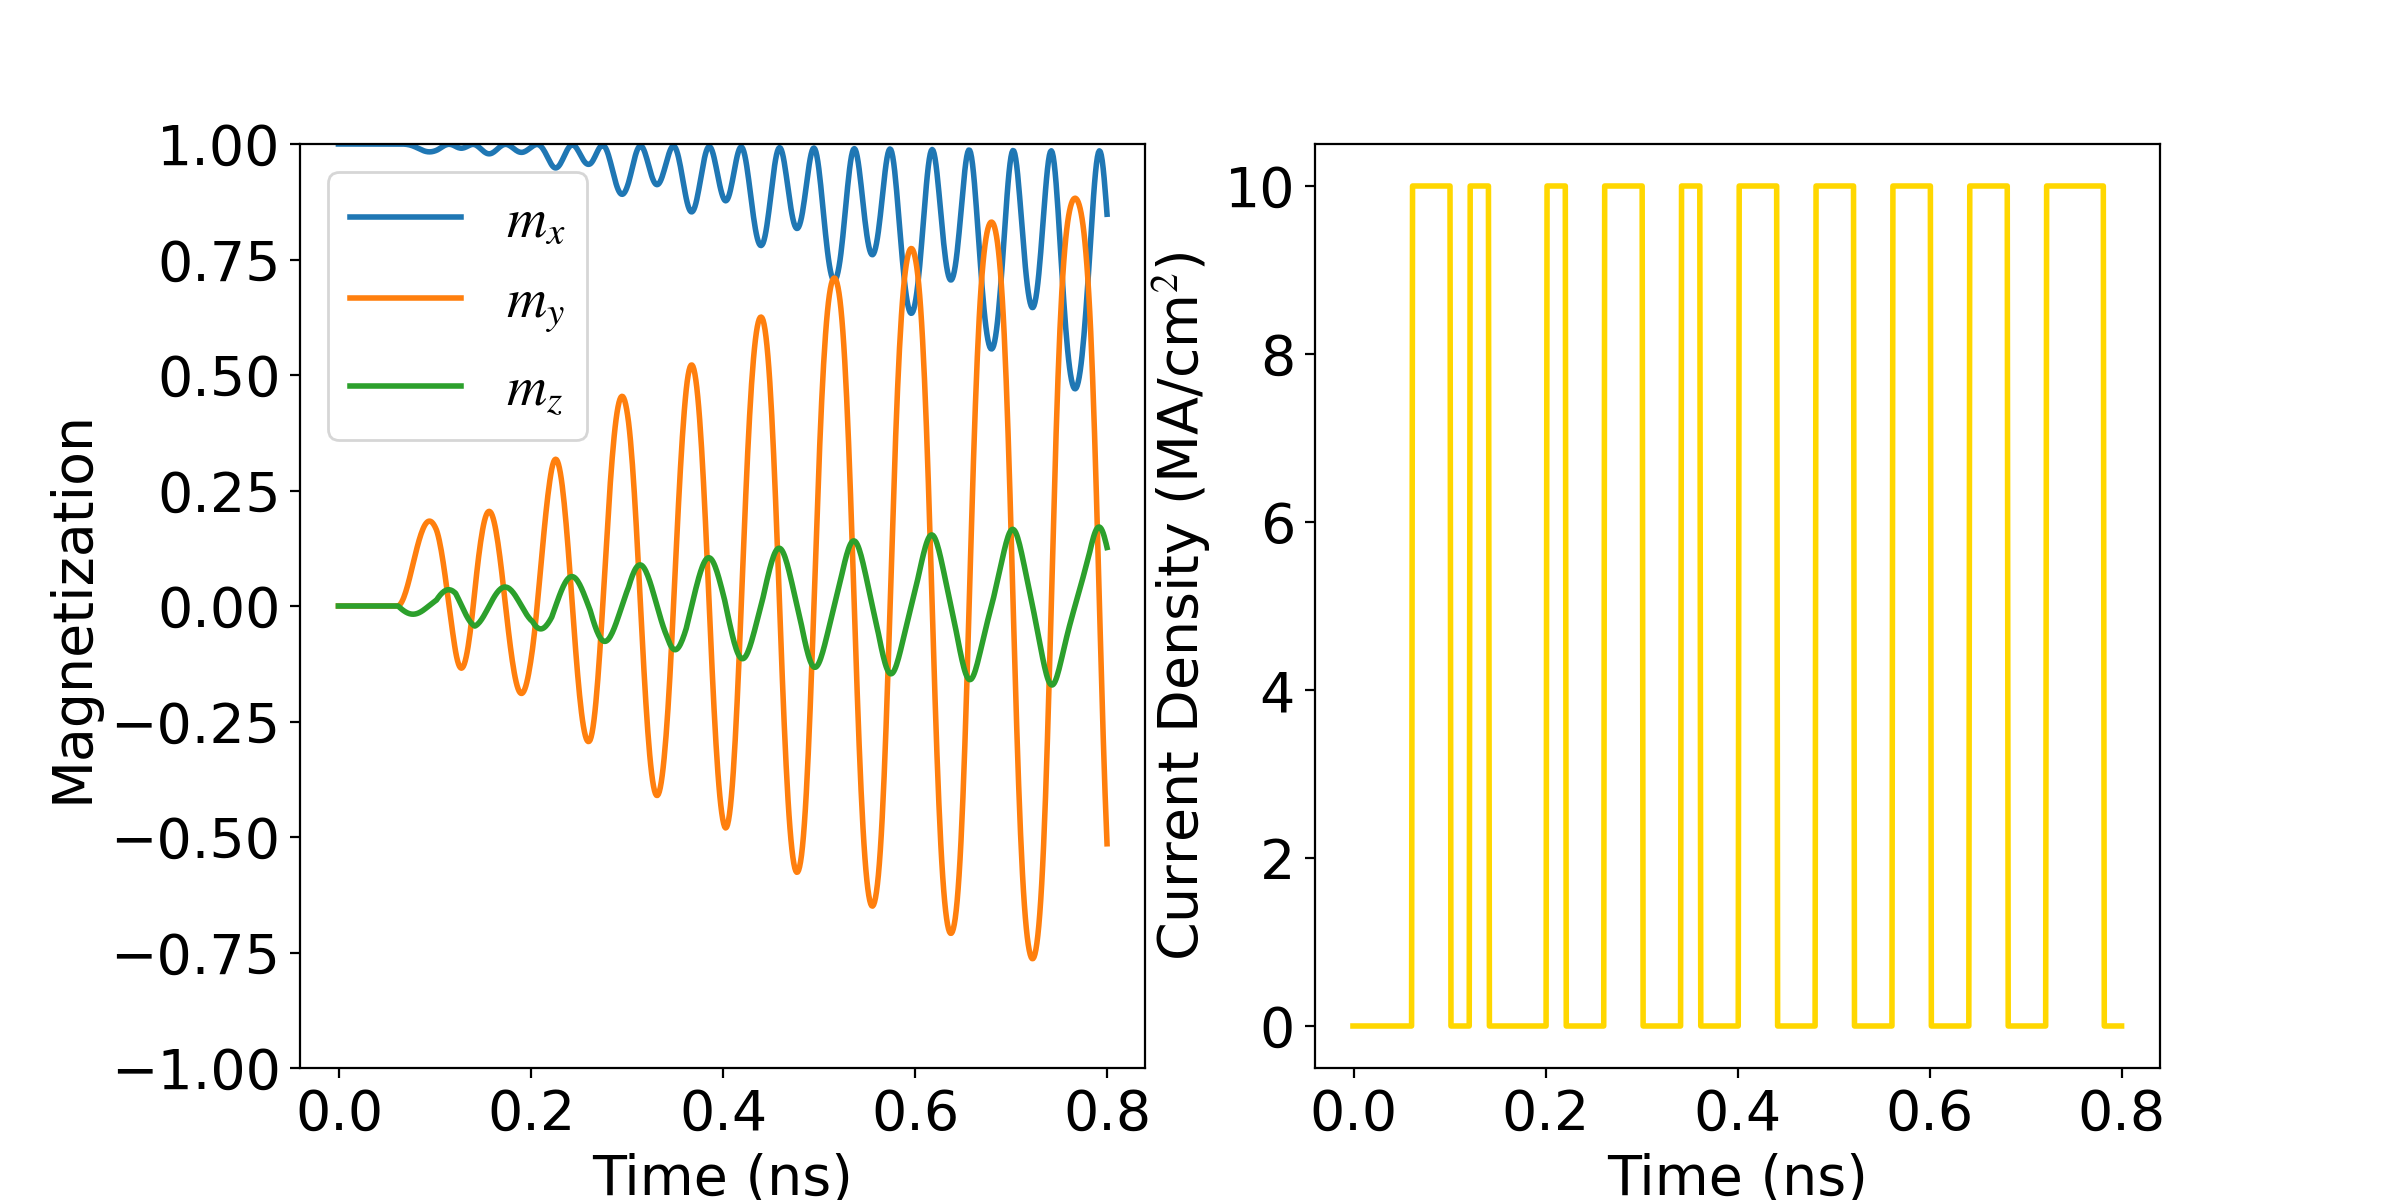 1.00
0.75
0.50
0.25
0.00
−0.25
−0.50
−0.75
−1.00
Magnetization
m_x
m_y
m_z
0.0 0.2 0.4 0.6 0.8
Time (ns)
10
8
6
4
2
0
Current Density (MA/cm²)
0.0 0.2 0.4 0.6 0.8
Time (ns)